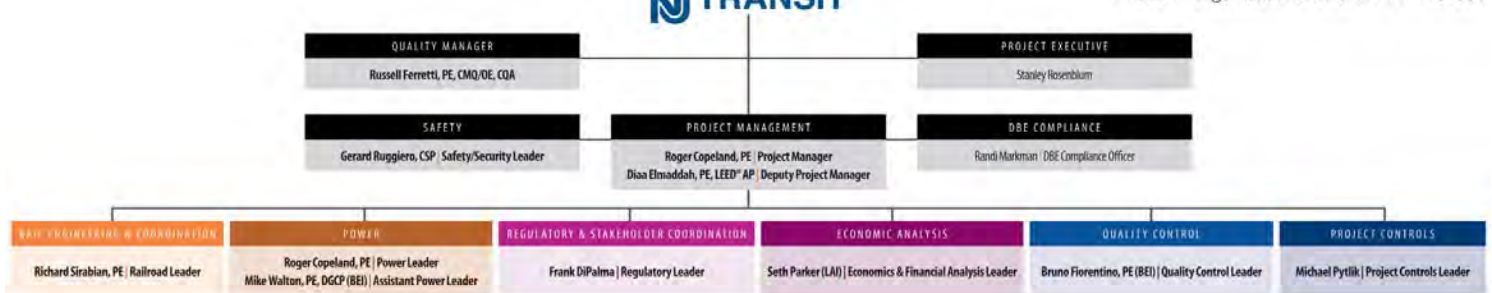 TRANSIT
QUALITY MANAGER
Russell Ferretti, PE, CMQ/OE, CQA
PROJECT EXECUTIVE
Stanley Rosenblum
SAFETY
Gerard Ruggiero, CSP | Safety/Security Leader
PROJECT MANAGEMENT
Roger Copeland, PE | Project Manager
Diaa Elmaddah, PE, LEED® AP | Deputy Project Manager
DBE COMPLIANCE
Randi Markman | DBE Compliance Officer
RAIL ENGINEERING & COORDINATION
Richard Sirabian, PE | Railroad Leader
POWER
Roger Copeland, PE | Power Leader
Mike Walton, PE, DGCP (BEI) | Assistant Power Leader
REGULATORY & STAKEHOLDER COORDINATION
Frank DiPalma | Regulatory Leader
ECONOMIC ANALYSIS
Seth Parker (LAI) | Economics & Financial Analysis Leader
QUALITY CONTROL
Bruno Fiorentino, PE (BEI) | Quality Control Leader
PROJECT CONTROLS
Michael Pytlik | Project Controls Leader